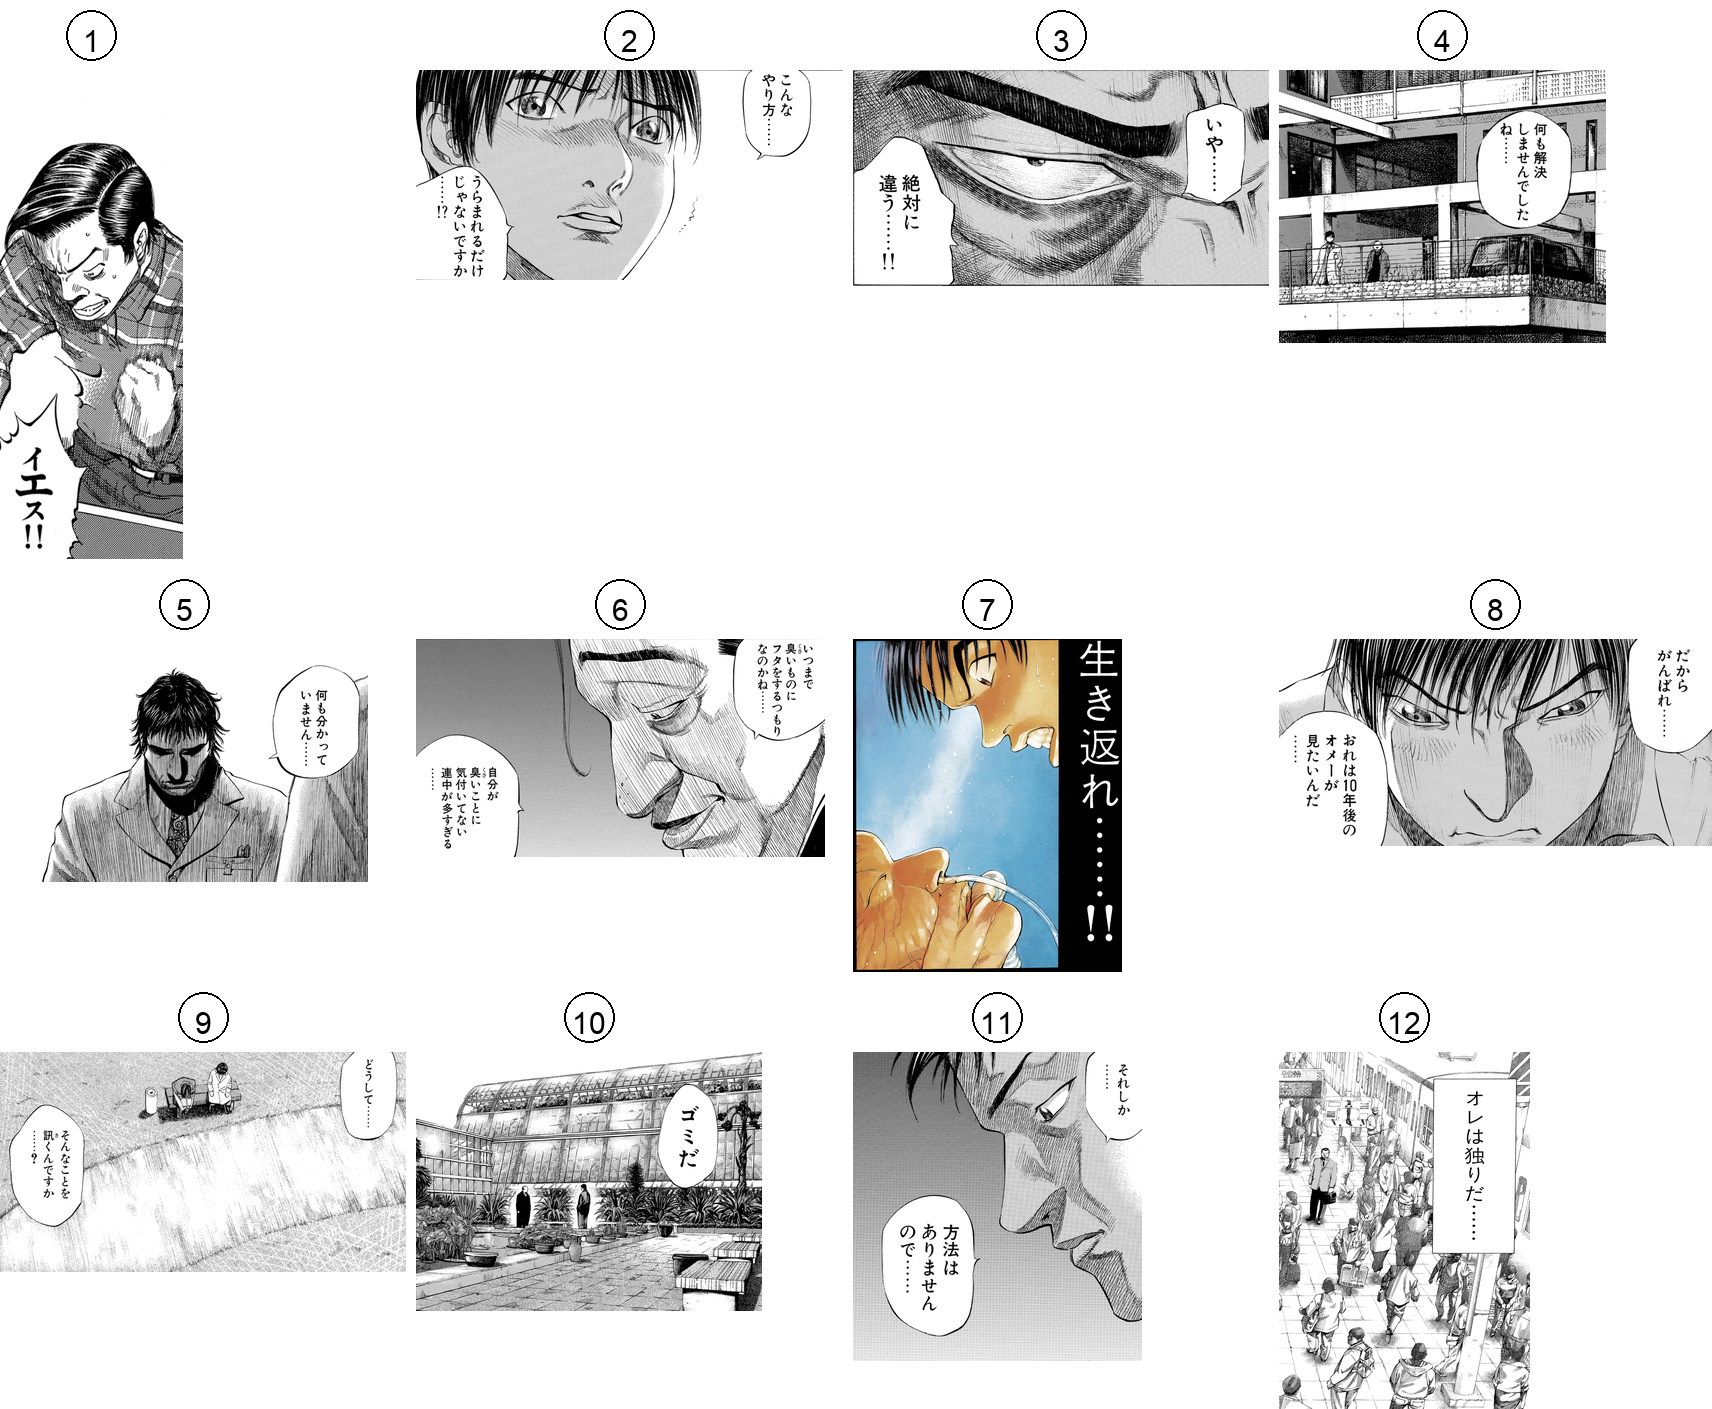 1
イエス!!
2
こんな
やり方……
うらまれるだけ
じゃないですか
……!?
3
いや……
絶対に
違う……!!
4
何も解決
しませんでした
ね……
5
何も分かって
いません……
6
いつまで
臭いものに
フタをするつもり
なのかね……
自分が
臭いことに
気付いてない
連中が多すぎる
……
7
生き返れ……!!
8
だから
がんばれ……
おれは10年後の
オメーが
見たいんだ
……
9
どうして……
そんなことを
訊くんですか
……?
10
ゴミだ
11
それしか
……
方法は
ありません
ので……
12
オレは独りだ……